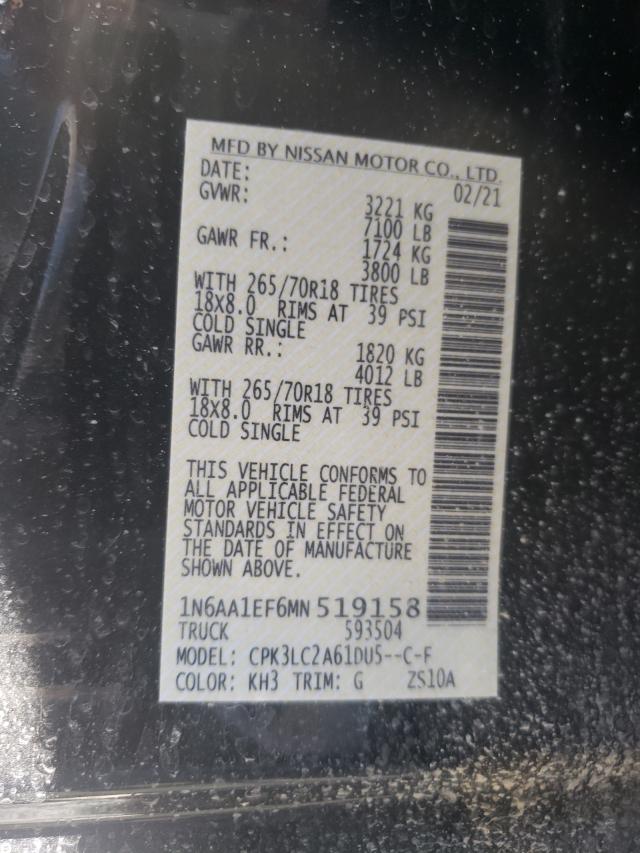 MFD BY NISSAN MOTOR CO., LTD.
DATE: 02/21
GVWR: 3221 KG
7100 LB
GAWR FR.: 1724 KG
3800 LB
WITH 265/70R18 TIRES
18X8.0 RIMS AT 39 PSI
COLD SINGLE
GAWR RR.: 1820 KG
4012 LB
WITH 265/70R18 TIRES
18X8.0 RIMS AT 39 PSI
COLD SINGLE
THIS VEHICLE CONFORMS TO
ALL APPLICABLE FEDERAL
MOTOR VEHICLE SAFETY
STANDARDS IN EFFECT ON
THE DATE OF MANUFACTURE
SHOWN ABOVE.
1N6AA1EF6MN 519158
TRUCK 593504
MODEL: CPK3LC2A61DU5--C-F
COLOR: KH3 TRIM: G ZS10A